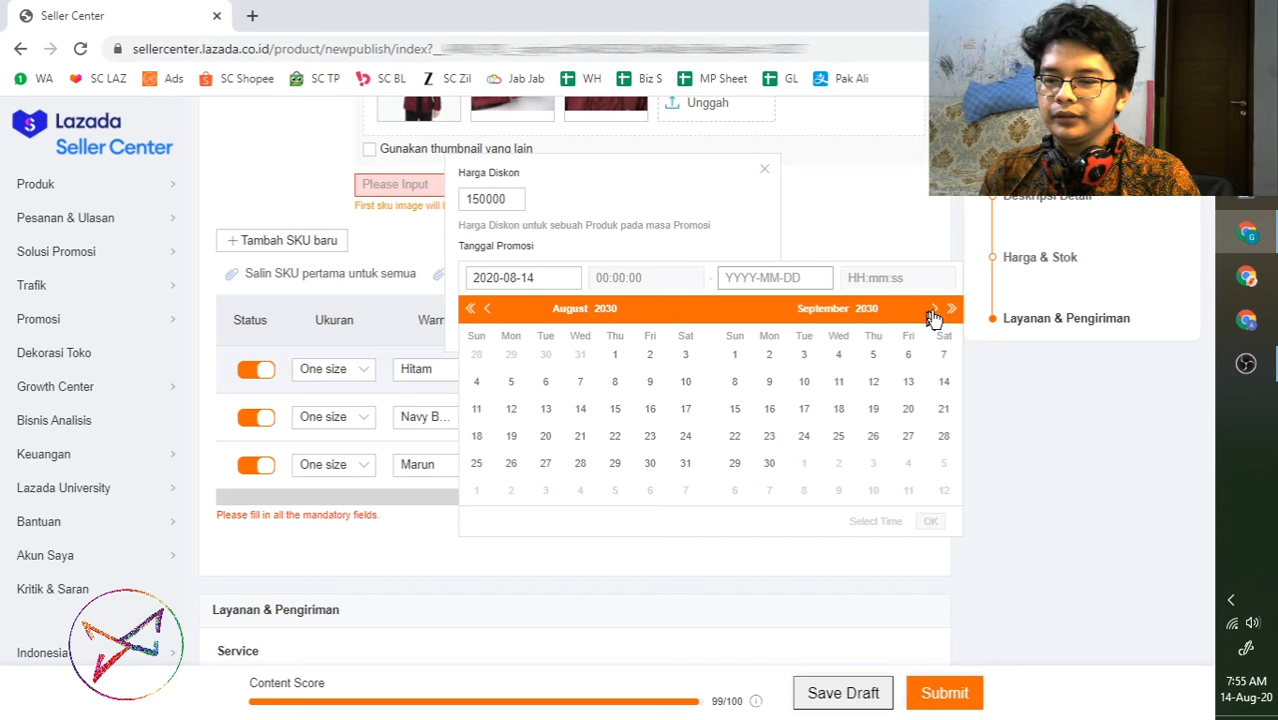 Seller Center
sellercenter.lazada.co.id/product/newpublish/index?_
WA SC LAZ Ads SC Shopee SC TP SC BL SC Zil Jab Jab WH Biz S MP Sheet GL Pak Ali
Lazada
Seller Center
Produk
Pesanan & Ulasan
Solusi Promosi
Trafik
Promosi
Dekorasi Toko
Growth Center
Bisnis Analisis
Keuangan
Lazada University
Bantuan
Akun Saya
Kritik & Saran
Indonesia
Unggah
Gunakan thumbnail yang lain
Please Input
First sku image will
+ Tambah SKU baru
Salin SKU pertama untuk semua
Status Ukuran Warn
One size Hitam
One size Navy B...
One size Marun
Please fill in all the mandatory fields.
Harga Diskon
150000
Harga Diskon untuk sebuah Produk pada masa Promosi
Tanggal Promosi
2020-08-14 00:00:00 - YYYY-MM-DD HH:mm:ss
August 2030 September 2030
Sun Mon Tue Wed Thu Fri Sat Sun Mon Tue Wed Thu Fri Sat
28 29 30 31 1 2 3 1 2 3 4 5 6 7
4 5 6 7 8 9 10 8 9 10 11 12 13 14
11 12 13 14 15 16 17 15 16 17 18 19 20 21
18 19 20 21 22 23 24 22 23 24 25 26 27 28
25 26 27 28 29 30 31 29 30 1 2 3 4 5
1 2 3 4 5 6 7 6 7 8 9 10 11 12
Select Time OK
Deskripsi Detail
Harga & Stok
Layanan & Pengiriman
Layanan & Pengiriman
Service
Content Score
99/100
Save Draft
Submit
7:55 AM
14-Aug-20